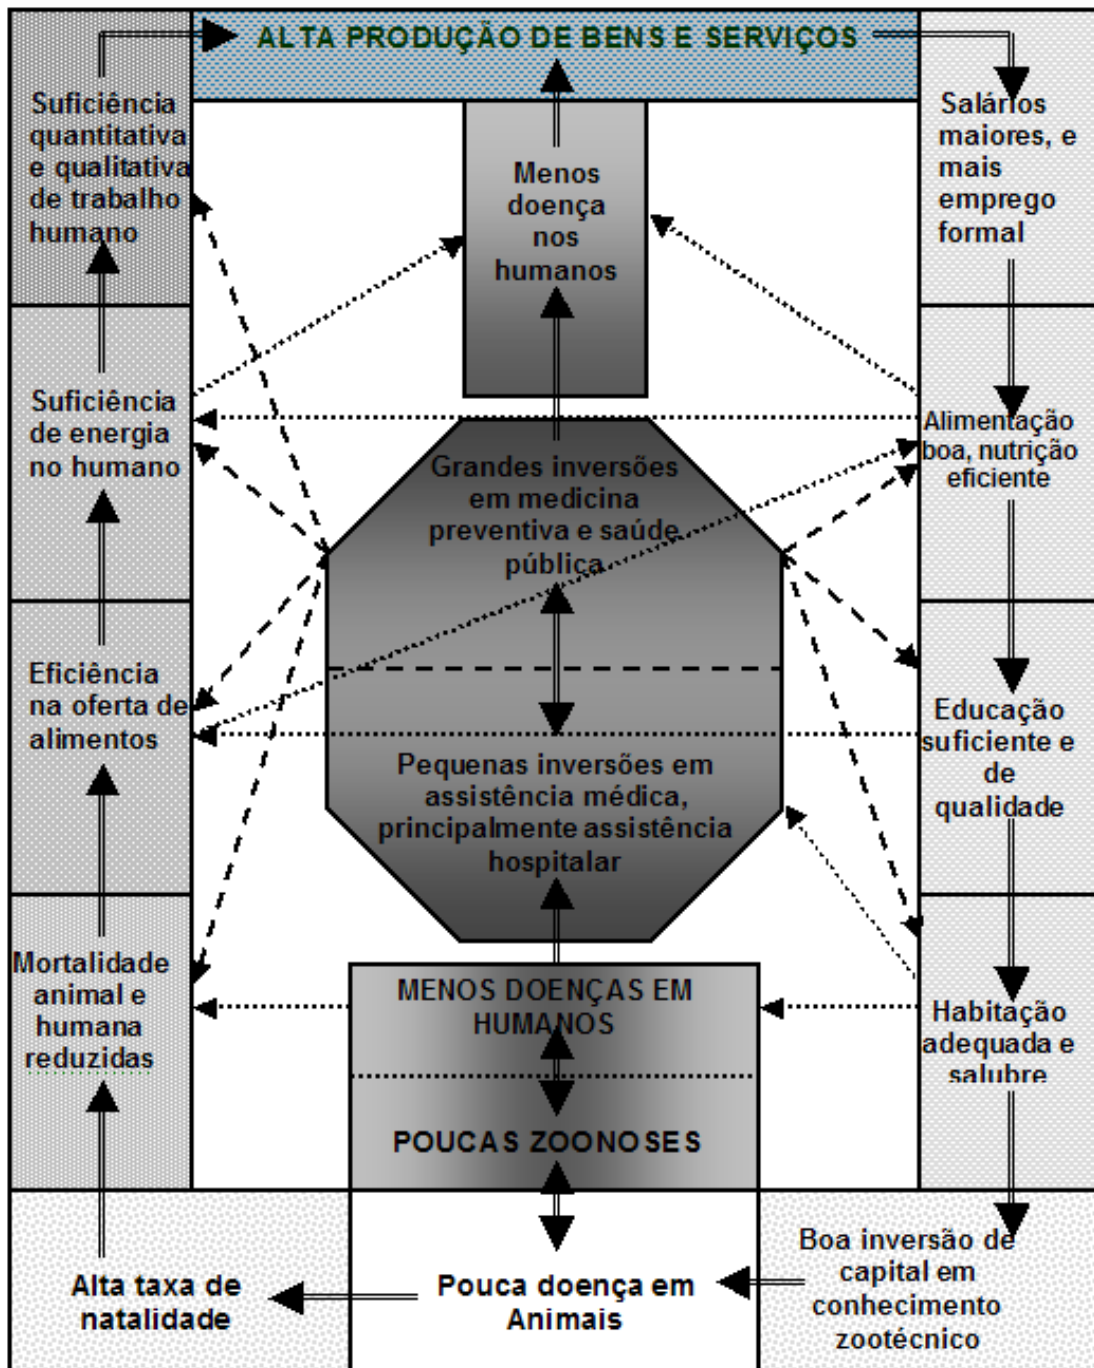 ALTA PRODUÇÃO DE BENS E SERVIÇOS
Suficiência
quantitativa
e qualitativa
de trabalho
humano
Menos
doença
nos
humanos
Salários
maiores, e
mais
emprego
formal
Suficiência
de energia
no humano
Grandes inversões
em medicina
preventiva e saúde
pública
Alimentação
boa, nutrição
eficiente
Eficiência
na oferta de
alimentos
Pequenas inversões em
assistência médica,
principalmente assistência
hospitalar
Educação
suficiente e
de
qualidade
Mortalidade
animal e
humana
reduzidas
MENOS DOENÇAS EM
HUMANOS
POUCAS ZOONOSES
Habitação
adequada e
salubre
Alta taxa de
natalidade
Pouca doença em
Animais
Boa inversão de
capital em
conhecimento
zootécnico